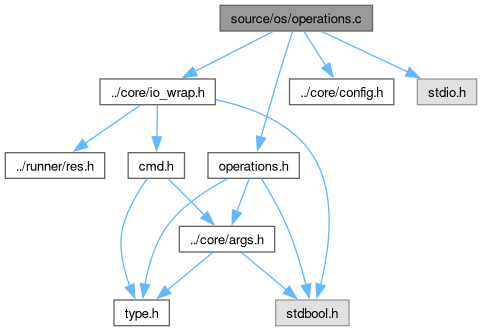 source/os/operations.c
../core/io_wrap.h
../core/config.h
stdio.h
../runner/res.h
cmd.h
operations.h
../core/args.h
type.h
stdbool.h